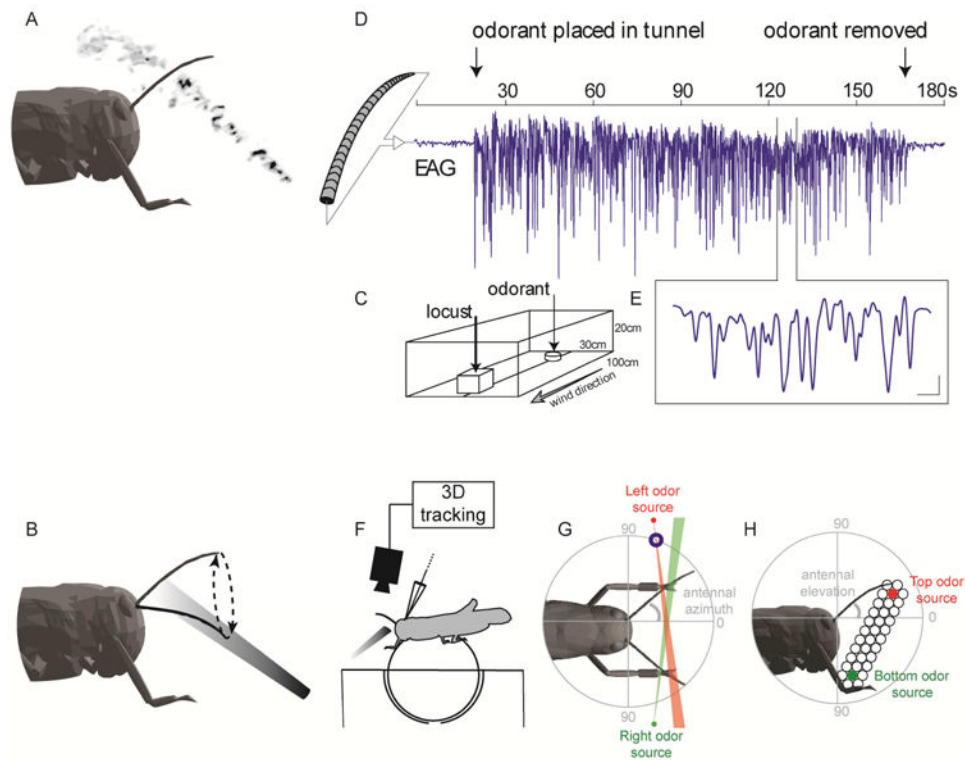 A
D
odorant placed in tunnel
odorant removed
30
60
90
120
150
180s
EAG
C
odorant
locust
20cm
30cm
100cm
wind direction
E
B
F
3D
tracking
G
Left odor
source
90
antennal
azimuth
0
90
Right odor
source
H
90
antennal
elevation
Top odor
source
0
Bottom odor
source
90